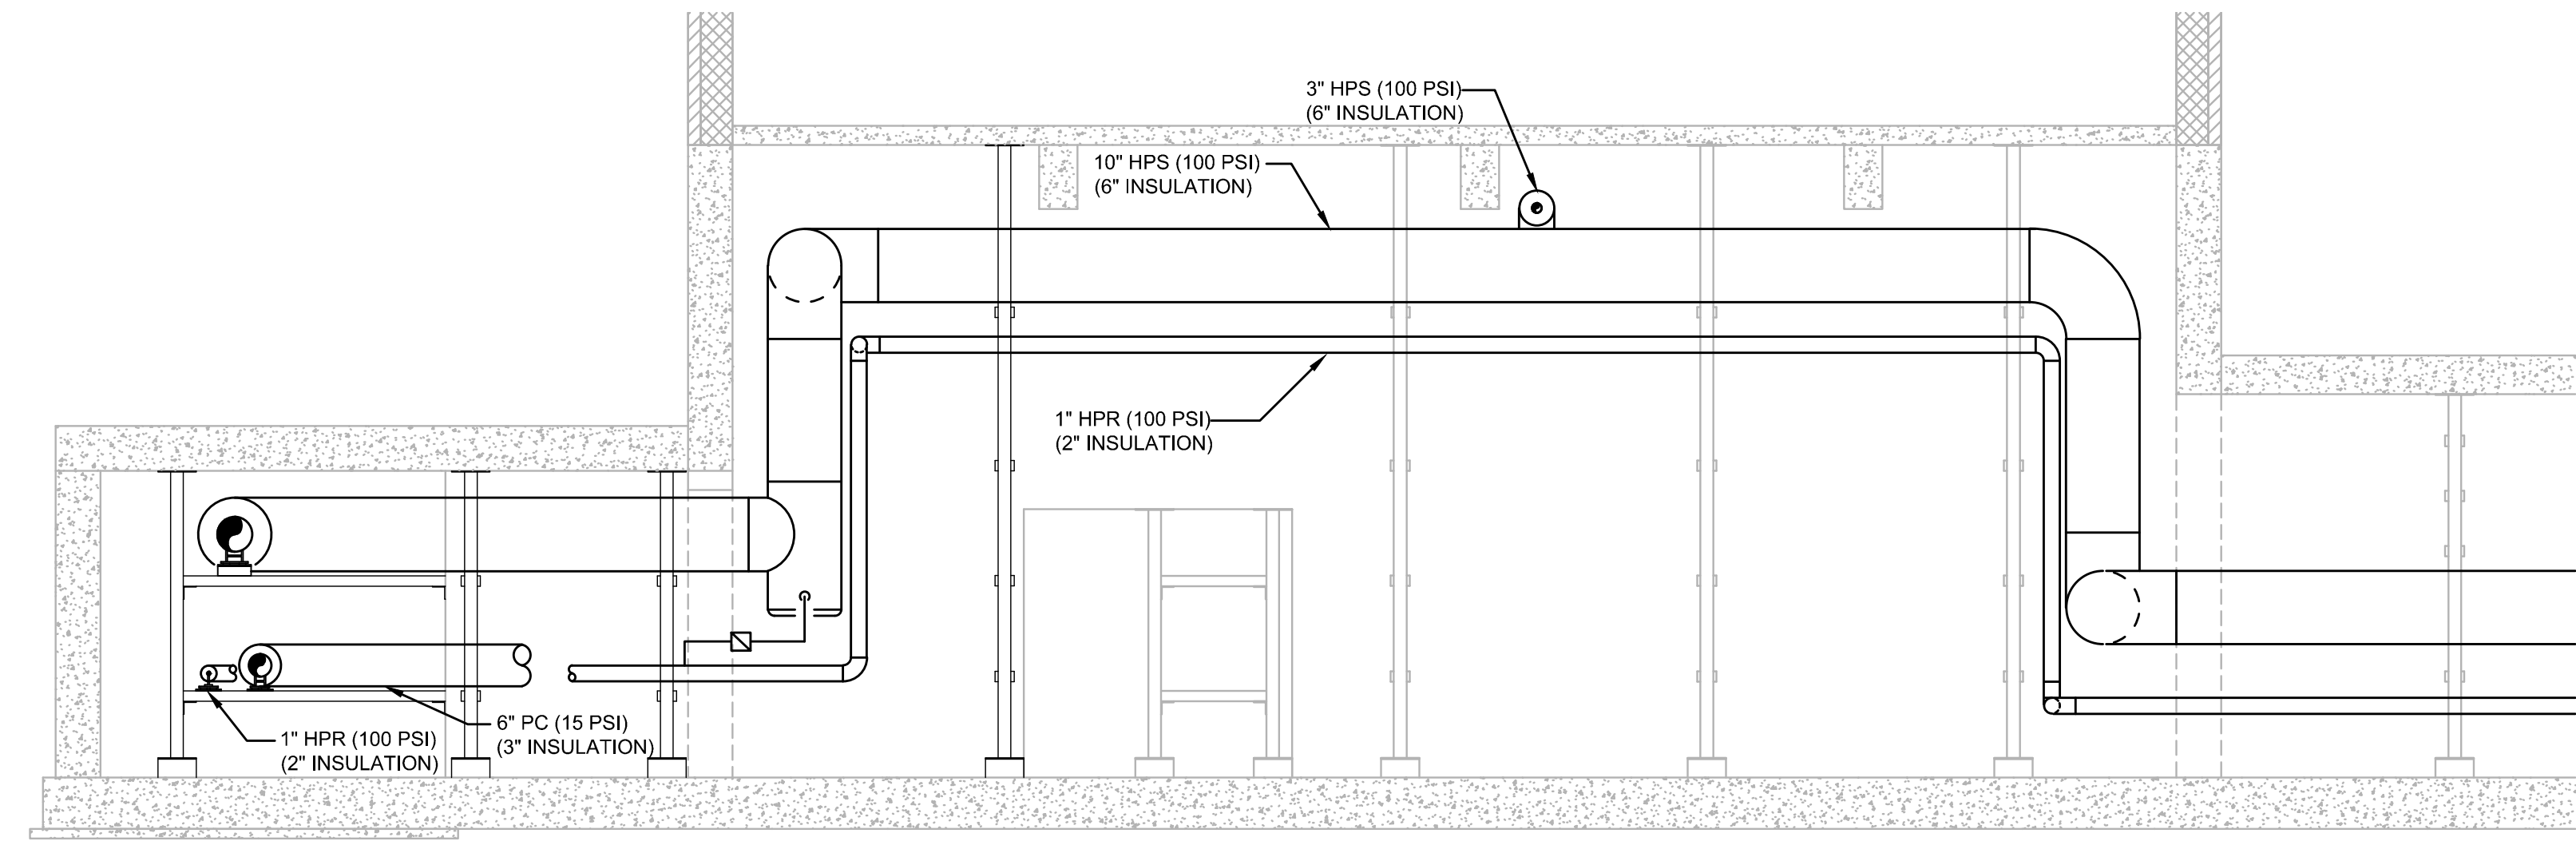 3" HPS (100 PSI)
(6" INSULATION)
10" HPS (100 PSI)
(6" INSULATION)
1" HPR (100 PSI)
(2" INSULATION)
6" PC (15 PSI)
(3" INSULATION)
1" HPR (100 PSI)
(2" INSULATION)